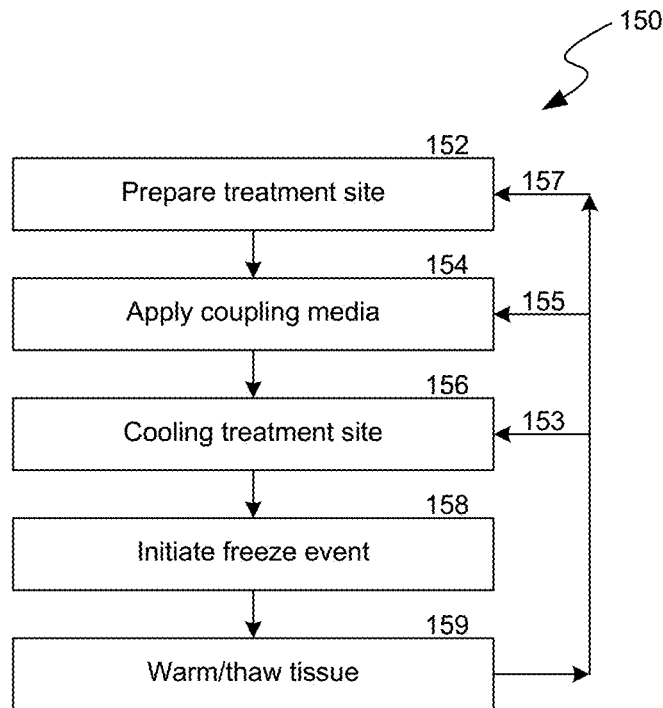 150
152
Prepare treatment site
157
154
Apply coupling media
155
156
Cooling treatment site
153
158
Initiate freeze event
159
Warm/thaw tissue